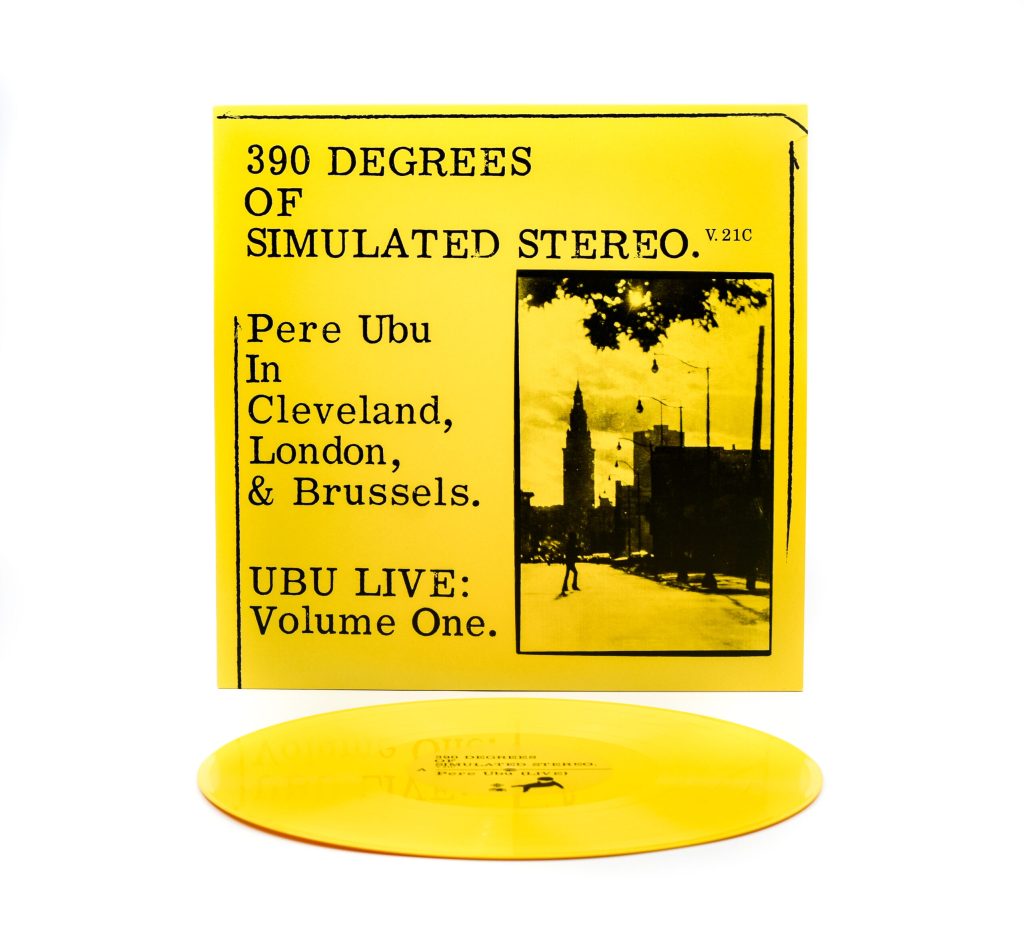 390 DEGREES
OF
SIMULATED STEREO. V.21C
Pere Ubu
In
Cleveland,
London,
& Brussels.
UBU LIVE:
Volume One.
390 DEGREES
OF
SIMULATED STEREO.
A
Pere Ubu (LIVE)